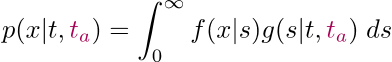 p(x|t, t_a) = ∫_0^∞ f(x|s)g(s|t, t_a) ds